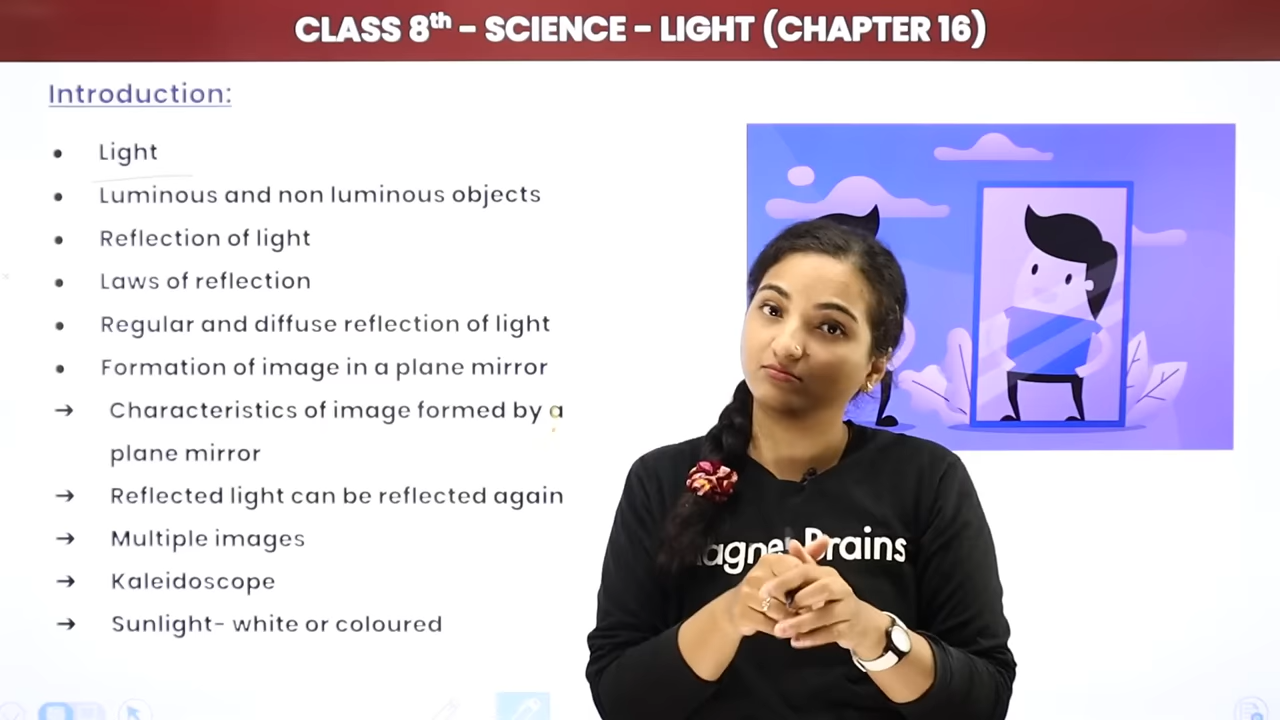 CLASS 8th - SCIENCE - LIGHT (CHAPTER 16)
Introduction:
• Light
• Luminous and non luminous objects
• Reflection of light
• Laws of reflection
• Regular and diffuse reflection of light
• Formation of image in a plane mirror
→ Characteristics of image formed by a
plane mirror
→ Reflected light can be reflected again
→ Multiple images
→ Kaleidoscope
→ Sunlight- white or coloured
Brains